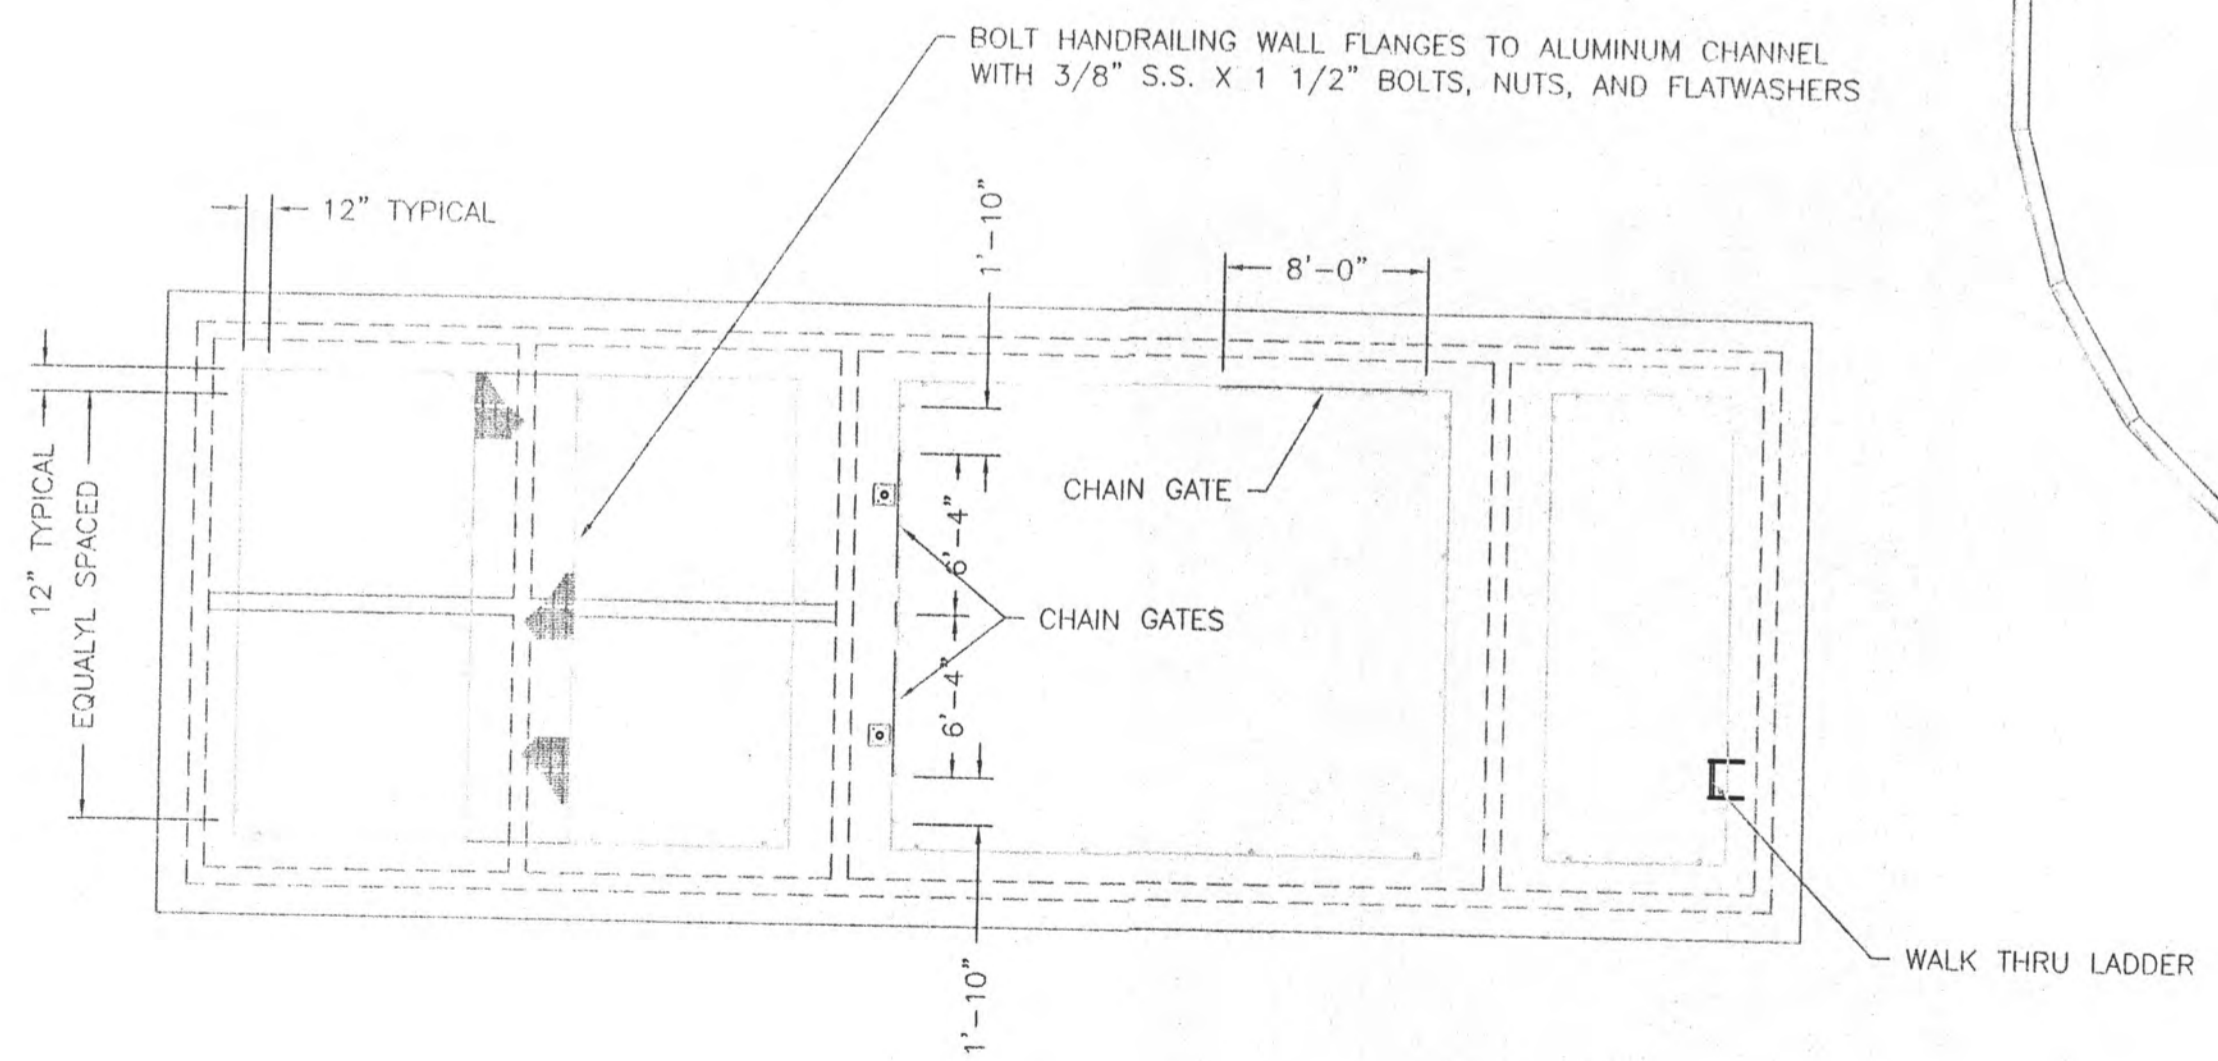 BOLT HANDRAILING WALL FLANGES TO ALUMINUM CHANNEL
WITH 3/8" S.S. X 1 1/2" BOLTS, NUTS, AND FLATWASHERS
12" TYPICAL
1'-10"
8'-0"
12" TYPICAL
EQUALYL SPACED
CHAIN GATE
6'-4"
CHAIN GATES
6'-4"
WALK THRU LADDER
1'-10"